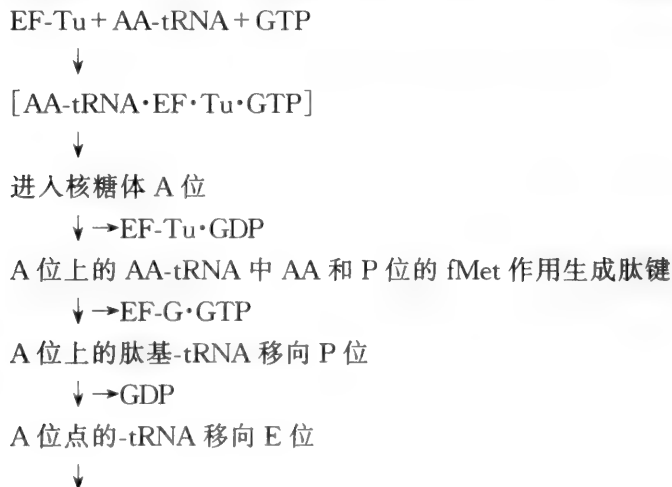 EF-Tu+AA-tRNA+GTP
↓
[AA-tRNA·EF·Tu·GTP]
↓
进入核糖体 A 位
↓→EF-Tu·GDP
A 位上的 AA-tRNA 中 AA 和 P 位的 fMet 作用生成肽键
↓→EF-G·GTP
A 位上的肽基-tRNA 移向 P 位
↓→GDP
A 位点的-tRNA 移向 E 位
↓